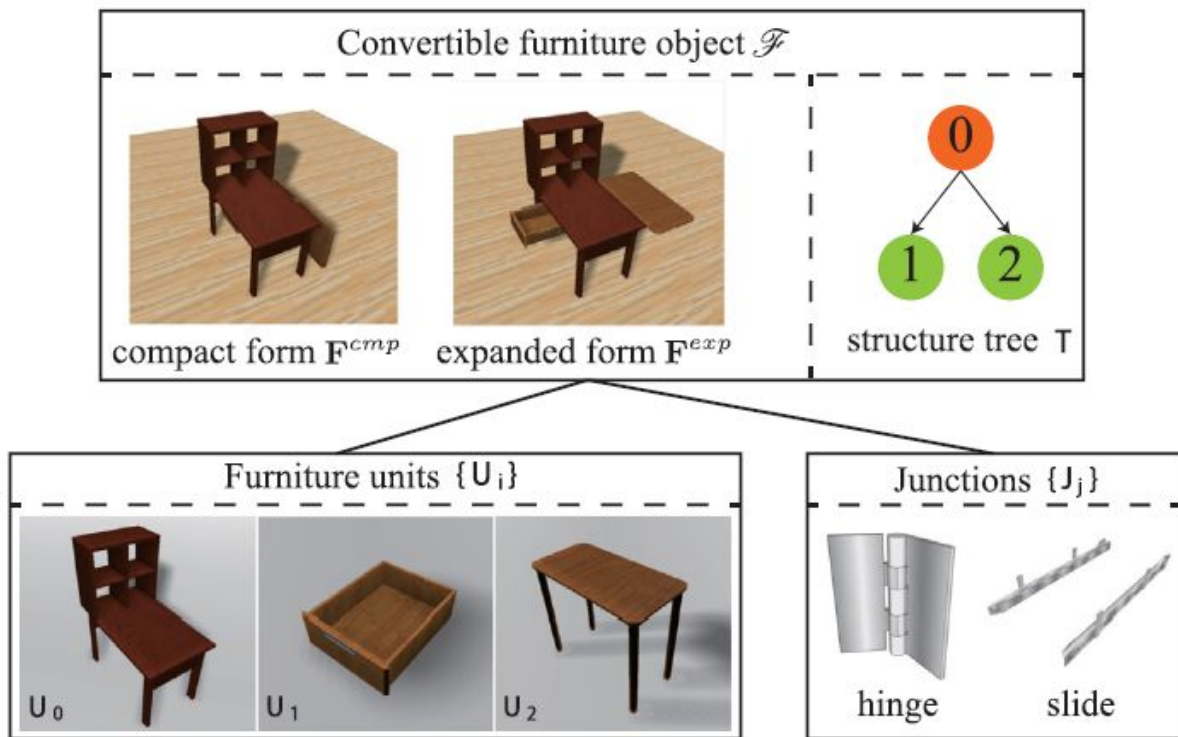 Convertible furniture object ℱ
compact form F^{cmp}
expanded form F^{exp}
0
1 2
structure tree T
Furniture units {U_i}
U_0
U_1
U_2
Junctions {J_j}
hinge
slide